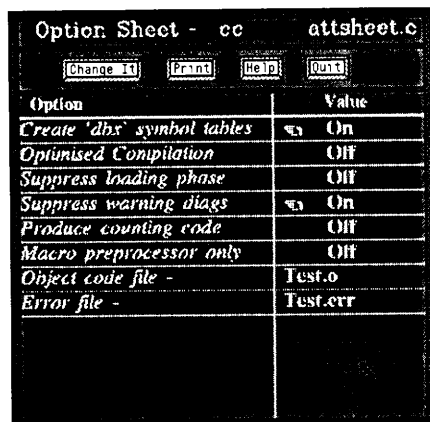 Option Sheet - cc attsheet.c
Change It Print Help Quit
Option Value
Create 'dbx' symbol tables On
Optimised Compilation Off
Suppress loading phase Off
Suppress warning diags On
Produce counting code Off
Macro preprocessor only Off
Object code file - Test.o
Error file - Test.err